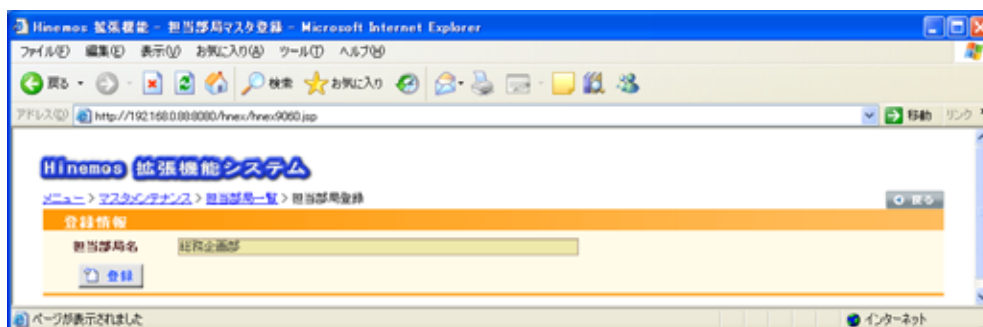 Hinemos 拡張機能 - 担当部局マスタ登録 - Microsoft Internet Explorer
ファイル(F) 編集(E) 表示(V) お気に入り(A) ツール(T) ヘルプ(H)
戻る 検索 お気に入り
アドレス(D) http://192.168.0.88:8080/hnex/hnex9060.jsp 移動 リンク
Hinemos 拡張機能システム
メニュー > マスタメンテナンス > 担当部局一覧 > 担当部局登録 戻る
登録情報
担当部局名 総務企画部
登録
ページが表示されました インターネット